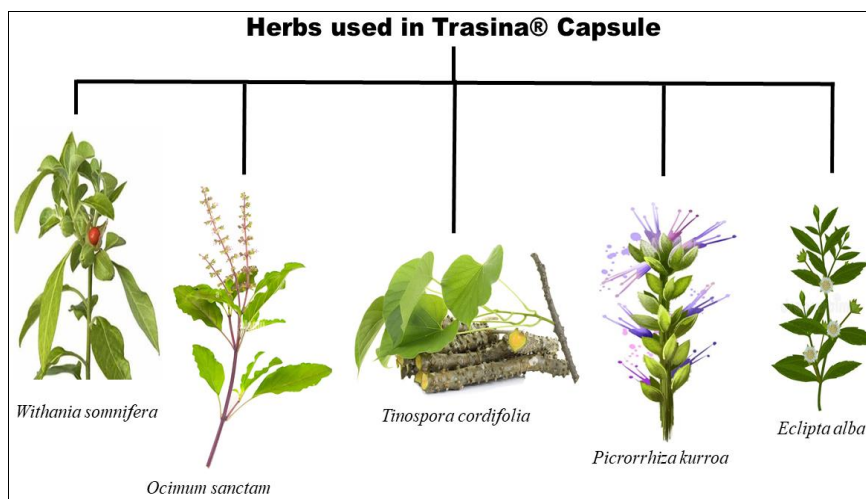 Herbs used in Trasina® Capsule
Withania somnifera
Ocimum sanctam
Tinospora cordifolia
Picrorrhiza kurroa
Eclipta alba